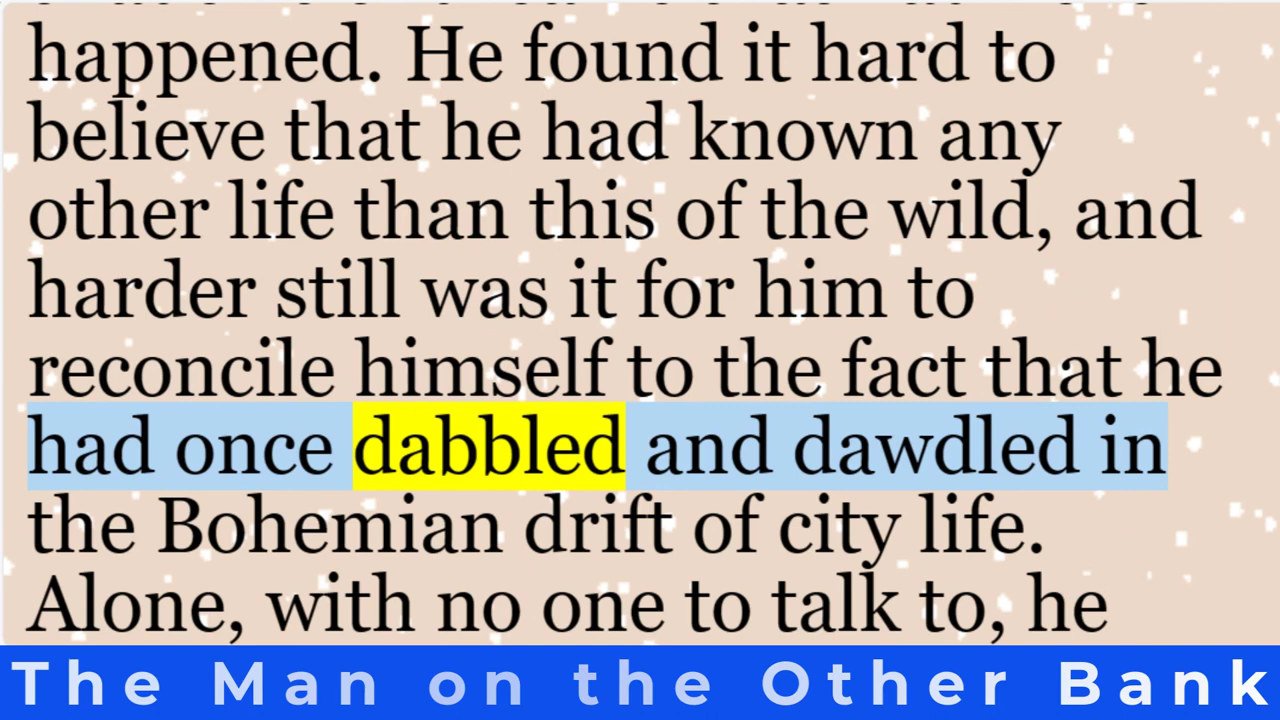 happened. He found it hard to
believe that he had known any
other life than this of the wild, and
harder still was it for him to
reconcile himself to the fact that he
had once dabbled and dawdled in
the Bohemian drift of city life.
Alone, with no one to talk to, he
The Man on the Other Bank